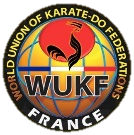 WORLD UNION OF KARATE-DO FEDERATIONS
WUKF
FRANCE